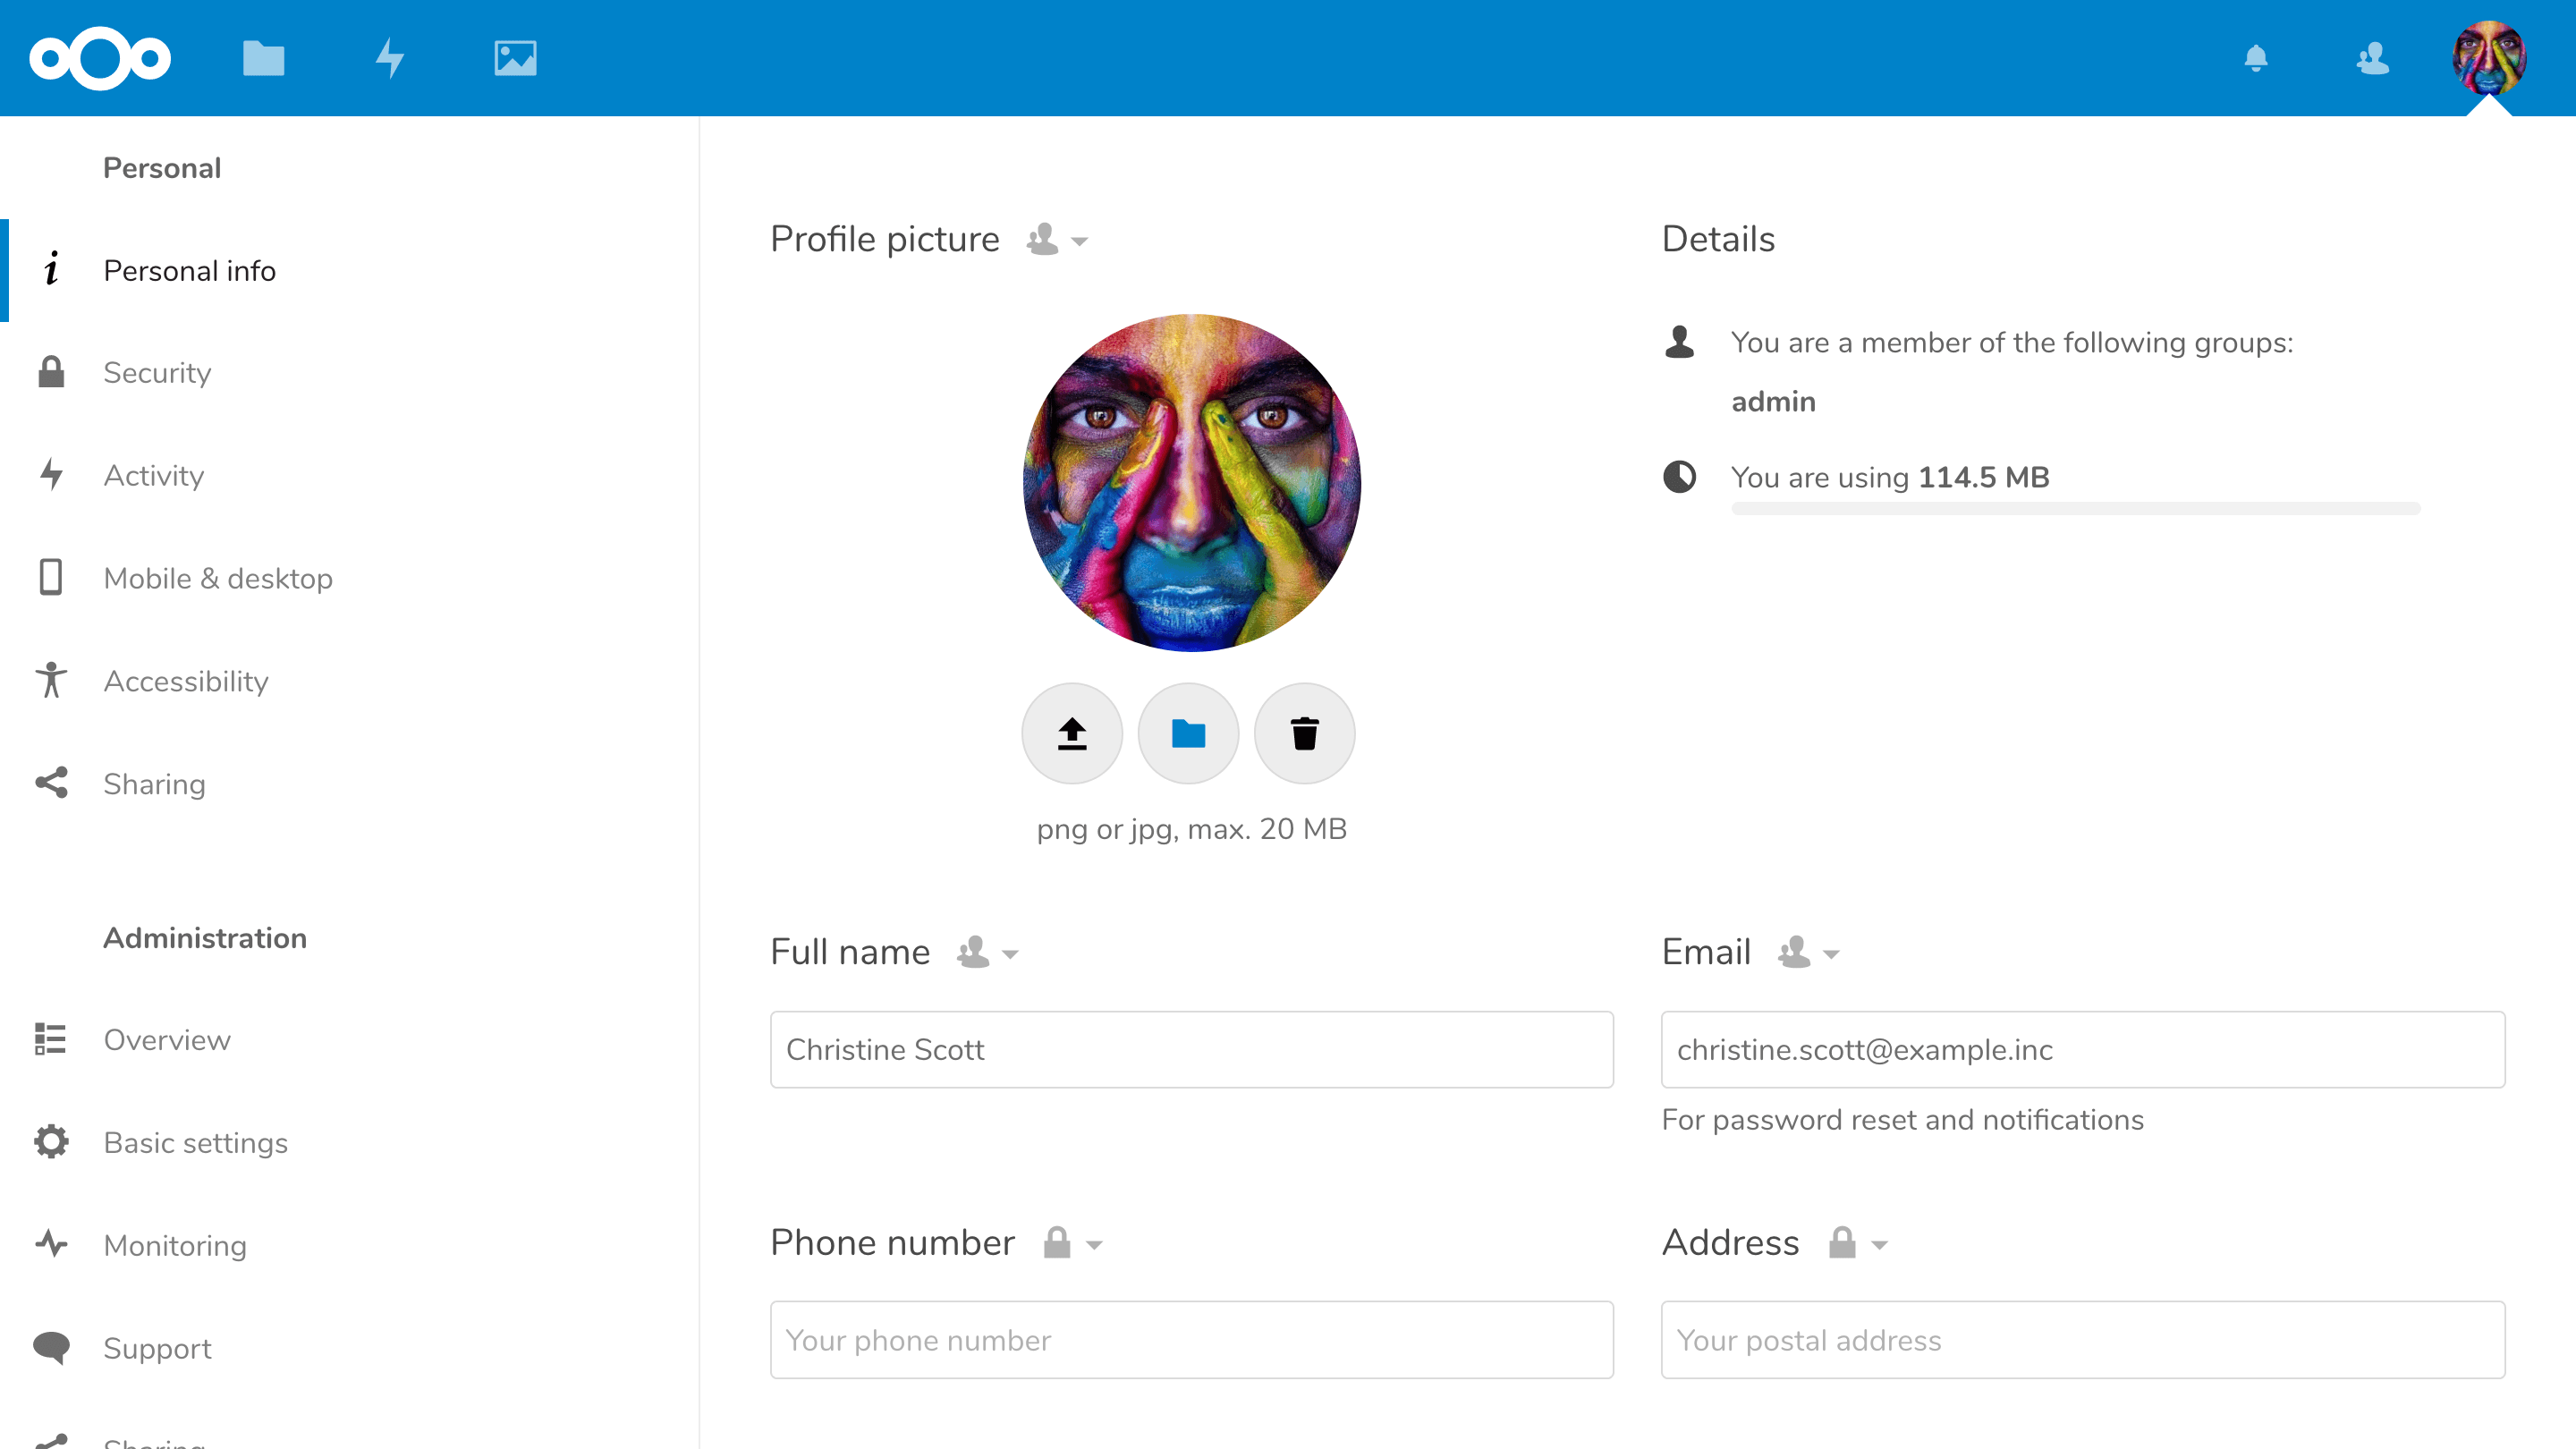 Personal
Personal info
Security
Activity
Mobile & desktop
Accessibility
Sharing
Administration
Overview
Basic settings
Monitoring
Support
Sharing
Profile picture
png or jpg, max. 20 MB
Details
You are a member of the following groups:
admin
You are using 114.5 MB
Full name
Christine Scott
Email
christine.scott@example.inc
For password reset and notifications
Phone number
Your phone number
Address
Your postal address